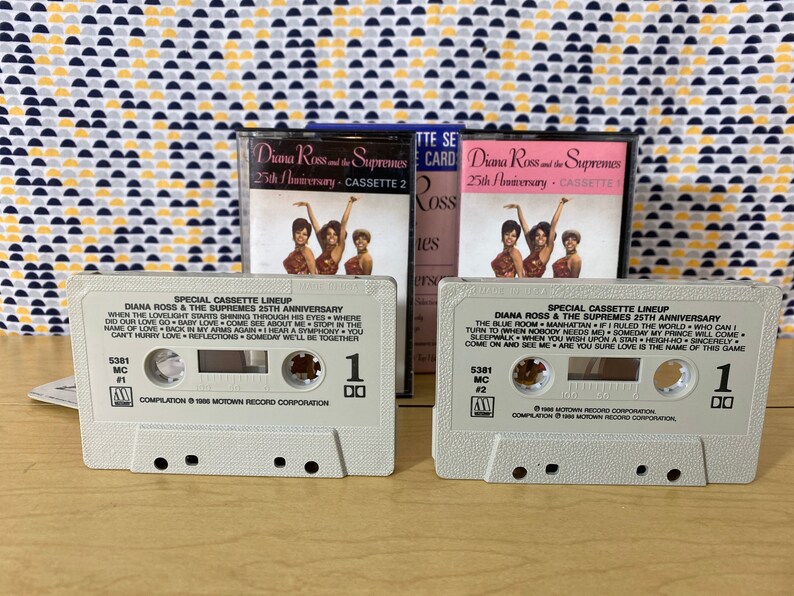 TTE SE
CARDS
Diana Ross and the Supremes
25th Anniversary · CASSETTE 2
Ross
Diana Ross and the Supremes
25th Anniversary · CASSETTE 1
SPECIAL CASSETTE LINEUP
DIANA ROSS & THE SUPREMES 25TH ANNIVERSARY
WHEN THE LOVELIGHT STARTS SHINING THROUGH HIS EYES • WHERE
DID OUR LOVE GO • BABY LOVE • COME SEE ABOUT ME • STOP! IN THE
NAME OF LOVE • BACK IN MY ARMS AGAIN • I HEAR A SYMPHONY • YOU
CAN'T HURRY LOVE • REFLECTIONS • SOMEDAY WE'LL BE TOGETHER
5381
MC
#1
1
COMPILATION ℗ 1986 MOTOWN RECORD CORPORATION
SPECIAL CASSETTE LINEUP
DIANA ROSS & THE SUPREMES 25TH ANNIVERSARY
THE BLUE ROOM • MANHATTAN • IF I RULED THE WORLD • WHO CAN I
TURN TO (WHEN NOBODY NEEDS ME) • SOMEDAY MY PRINCE WILL COME •
SLEEPWALK • WHEN YOU WISH UPON A STAR • HEIGH-HO • SINCERELY •
COME ON AND SEE ME • ARE YOU SURE LOVE IS THE NAME OF THIS GAME
5381
MC
#2
1
100 50 0
℗ 1986 MOTOWN RECORD CORPORATION.
COMPILATION ℗ 1986 MOTOWN RECORD CORPORATION.